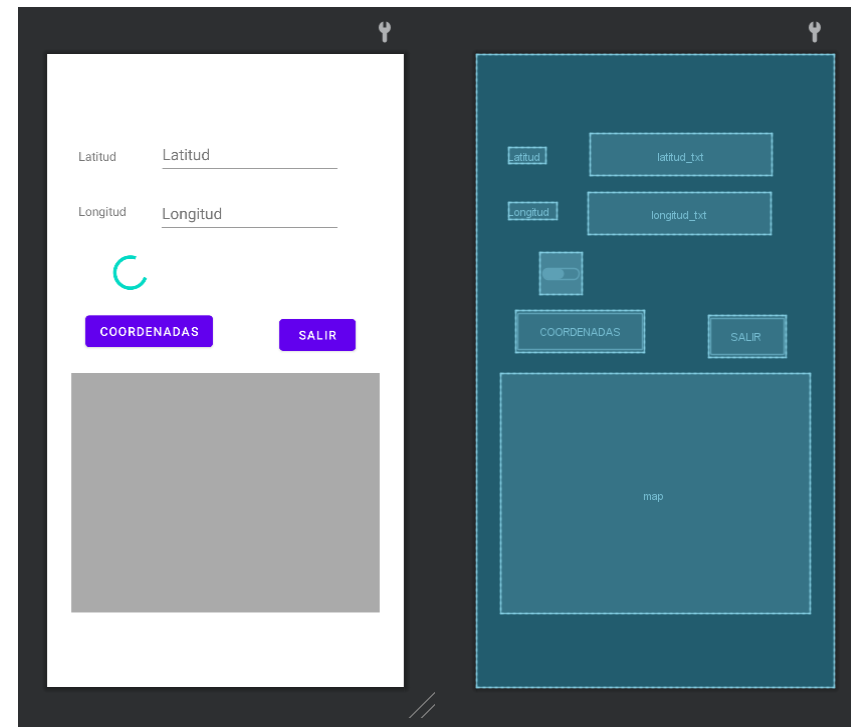 Latitud Latitud
Longitud Longitud
COORDENADAS SALIR
Latitud latitud_txt
Longitud longitud_txt
COORDENADAS SALIR
map